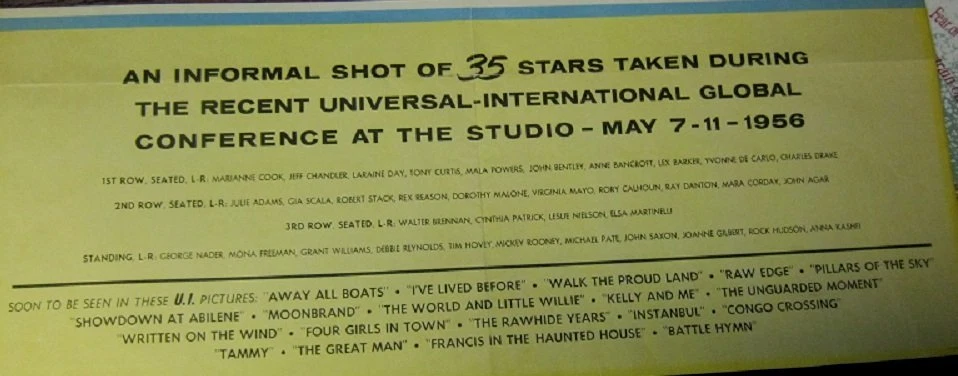 AN INFORMAL SHOT OF 35 STARS TAKEN DURING
THE RECENT UNIVERSAL-INTERNATIONAL GLOBAL
CONFERENCE AT THE STUDIO - MAY 7-11-1956
1ST ROW, SEATED, L-R: MARIANNE COOK, JEFF CHANDLER, LARAINE DAY, TONY CURTIS, MALA POWERS, JOHN BENTLEY, ANNE BANCROFT, LEX BARKER, YVONNE DE CARLO, CHARLES DRAKE
2ND ROW, SEATED, L-R: JULIE ADAMS, GIA SCALA, ROBERT STACK, REX REASON, DOROTHY MALONE, VIRGINIA MAYO, RORY CALHOUN, RAY DANTON, MARA CORDAY, JOHN AGAR
3RD ROW, SEATED, L-R: WALTER BRENNAN, CYNTHIA PATRICK, LESLIE NIELSON, ELSA MARTINELLI
STANDING, L-R: GEORGE NADER, MONA FREEMAN, GRANT WILLIAMS, DEBBIE REYNOLDS, TIM HOVEY, MICKEY ROONEY, MICHAEL PATE, JOHN SAXON, JOANNE GILBERT, ROCK HUDSON, ANNA KASHFI
SOON TO BE SEEN IN THESE U.I. PICTURES: "AWAY ALL BOATS" • "I'VE LIVED BEFORE" • "WALK THE PROUD LAND" • "RAW EDGE" • "PILLARS OF THE SKY"
"SHOWDOWN AT ABILENE" • "MOONBRAND" • "THE WORLD AND LITTLE WILLIE" • "KELLY AND ME" • "THE UNGUARDED MOMENT"
"WRITTEN ON THE WIND" • "FOUR GIRLS IN TOWN" • "THE RAWHIDE YEARS" • "INSTANBUL" • "CONGO CROSSING"
"TAMMY" • "THE GREAT MAN" • "FRANCIS IN THE HAUNTED HOUSE" • "BATTLE HYMN"